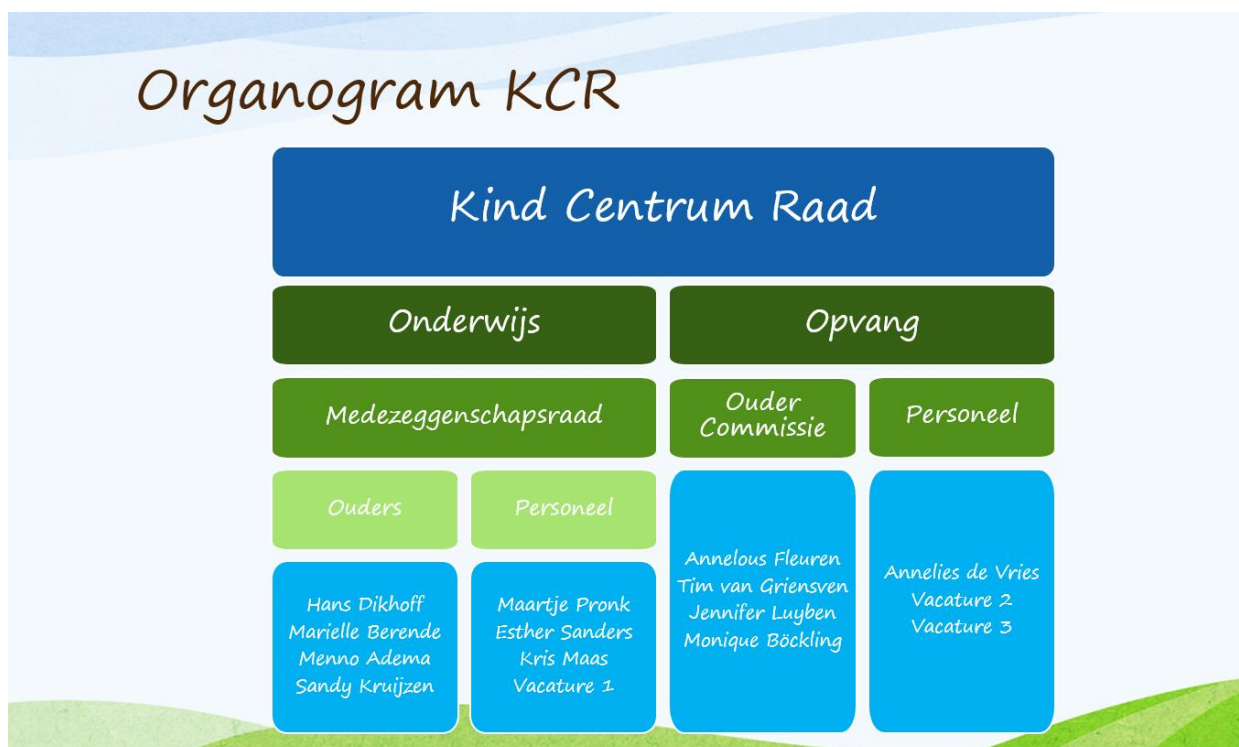 Organogram KCR
Kind Centrum Raad
Onderwijs
Opvang
Medezeggenschapsraad
Ouder
Commissie
Personeel
Ouders
Personeel
Hans Dikhoff
Marielle Berende
Menno Adema
Sandy Kruijzen
Maartje Pronk
Esther Sanders
Kris Maas
Vacature 1
Annelous Fleuren
Tim van Griensven
Jennifer Luyben
Monique Böckling
Annelies de Vries
Vacature 2
Vacature 3